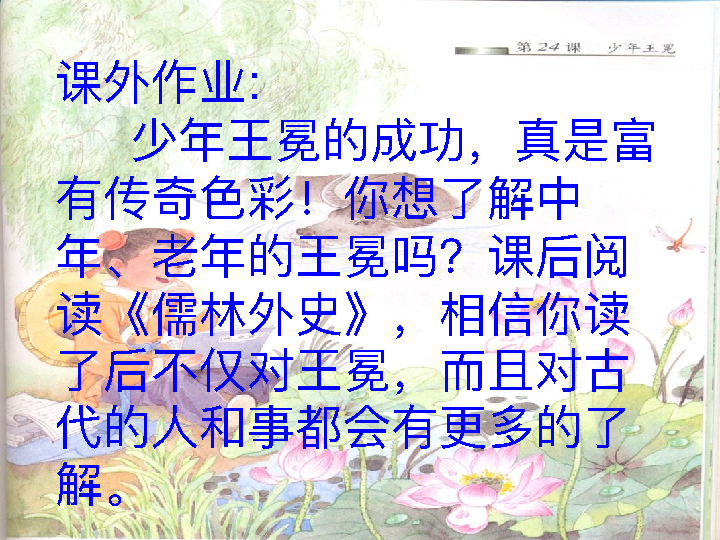 第24课 少年王冕
课外作业:
少年王冕的成功，真是富
有传奇色彩！你想了解中
年、老年的王冕吗？课后阅
读《儒林外史》，相信你读
了后不仅对王冕，而且对古
代的人和事都会有更多的了
解。